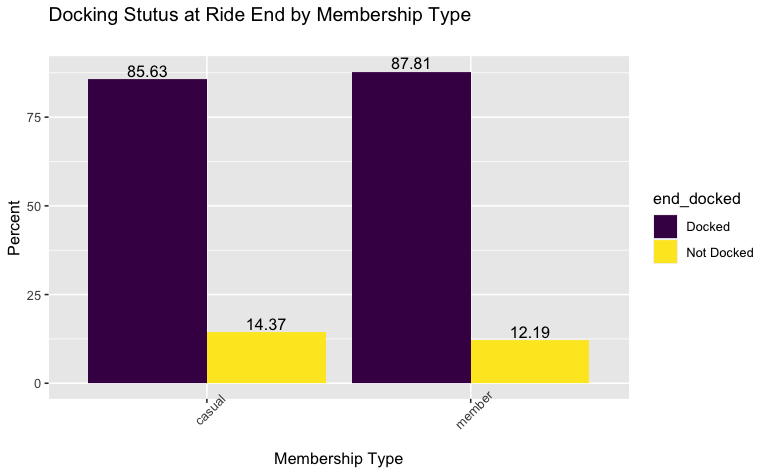 Docking Stutus at Ride End by Membership Type
85.63
87.81
14.37
12.19
75
50
25
0
Percent
casual
member
Membership Type
end_docked
Docked
Not Docked